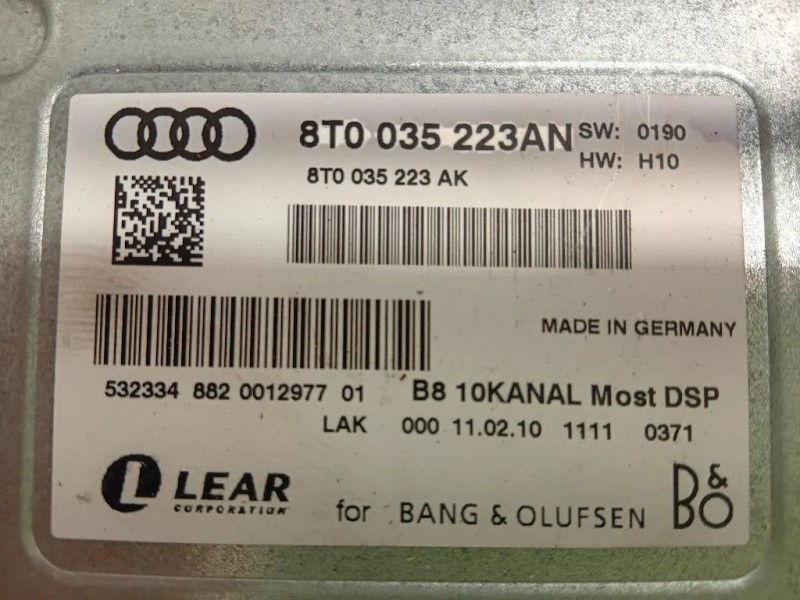 8T0 035 223AN SW: 0190
HW: H10
8T0 035 223 AK
MADE IN GERMANY
532334 882 0012977 01 B8 10KANAL Most DSP
LAK 000 11.02.10 1111 0371
L LEAR
CORPORATION
for BANG & OLUFSEN B&O